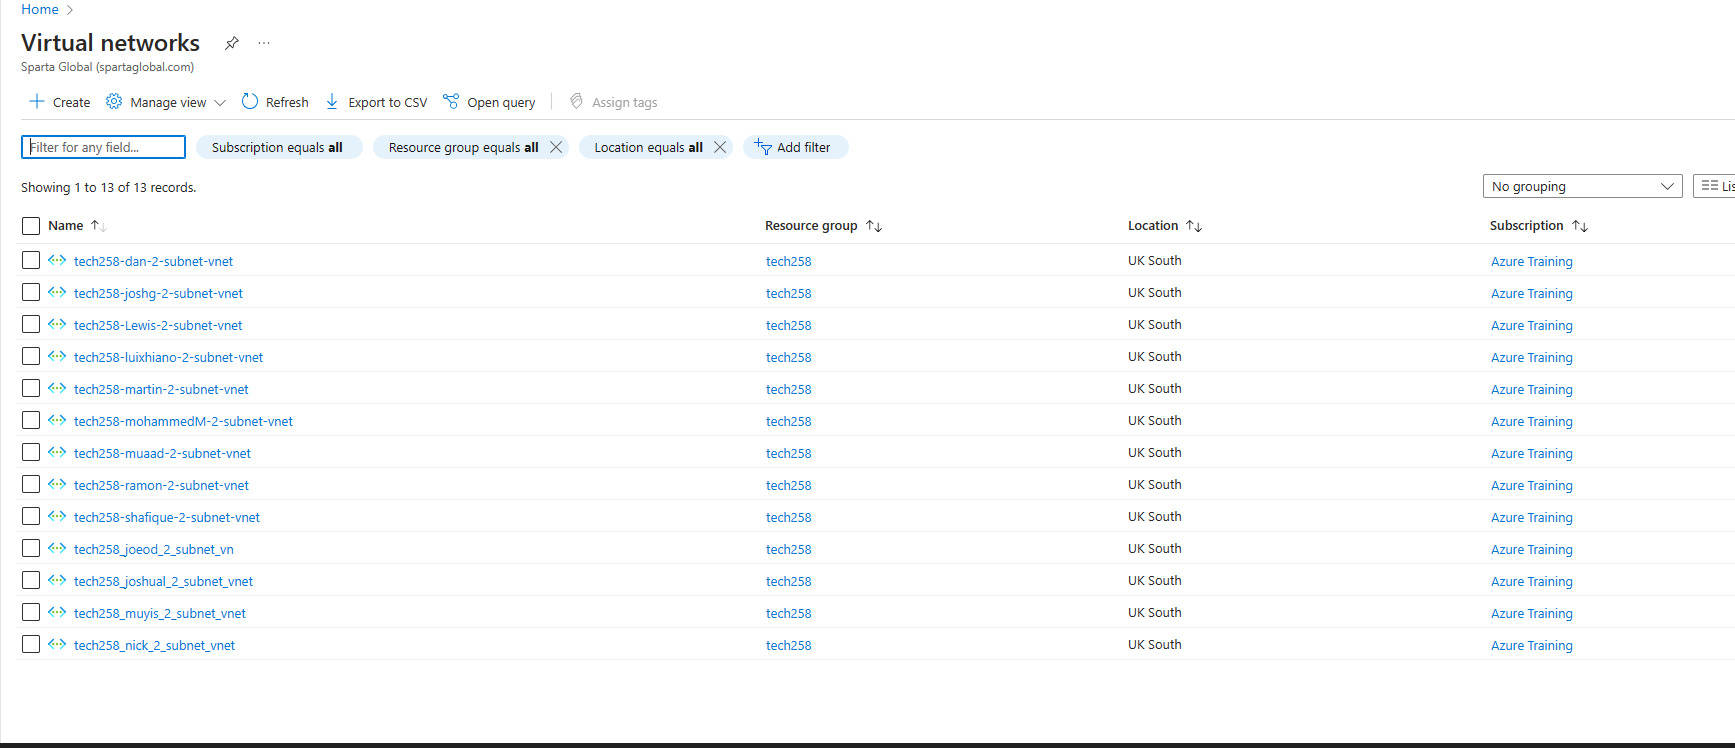 Home
Virtual networks
Sparta Global (spartaglobal.com)
Create Manage view Refresh Export to CSV Open query Assign tags
Filter for any field... Subscription equals all Resource group equals all Location equals all Add filter
Showing 1 to 13 of 13 records. No grouping
Name Resource group Location Subscription
tech258-dan-2-subnet-vnet tech258 UK South Azure Training
tech258-joshg-2-subnet-vnet tech258 UK South Azure Training
tech258-Lewis-2-subnet-vnet tech258 UK South Azure Training
tech258-luixhiano-2-subnet-vnet tech258 UK South Azure Training
tech258-martin-2-subnet-vnet tech258 UK South Azure Training
tech258-mohammedM-2-subnet-vnet tech258 UK South Azure Training
tech258-muaad-2-subnet-vnet tech258 UK South Azure Training
tech258-ramon-2-subnet-vnet tech258 UK South Azure Training
tech258-shafique-2-subnet-vnet tech258 UK South Azure Training
tech258_joeod_2_subnet_vn tech258 UK South Azure Training
tech258_joshual_2_subnet_vnet tech258 UK South Azure Training
tech258_muyis_2_subnet_vnet tech258 UK South Azure Training
tech258_nick_2_subnet_vnet tech258 UK South Azure Training